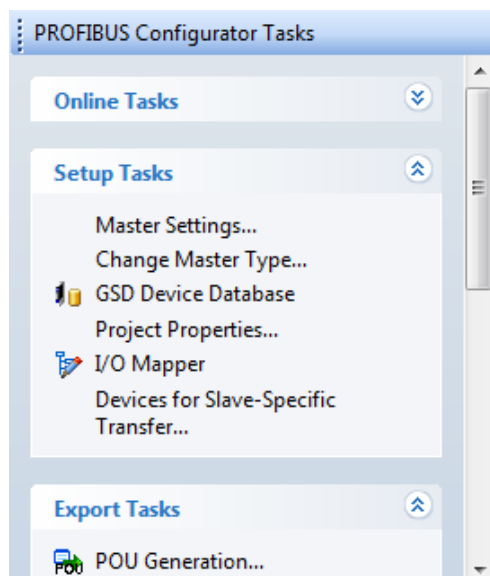 PROFIBUS Configurator Tasks
Online Tasks
Setup Tasks
Master Settings...
Change Master Type...
GSD Device Database
Project Properties...
I/O Mapper
Devices for Slave-Specific
Transfer...
Export Tasks
POU
POU Generation...